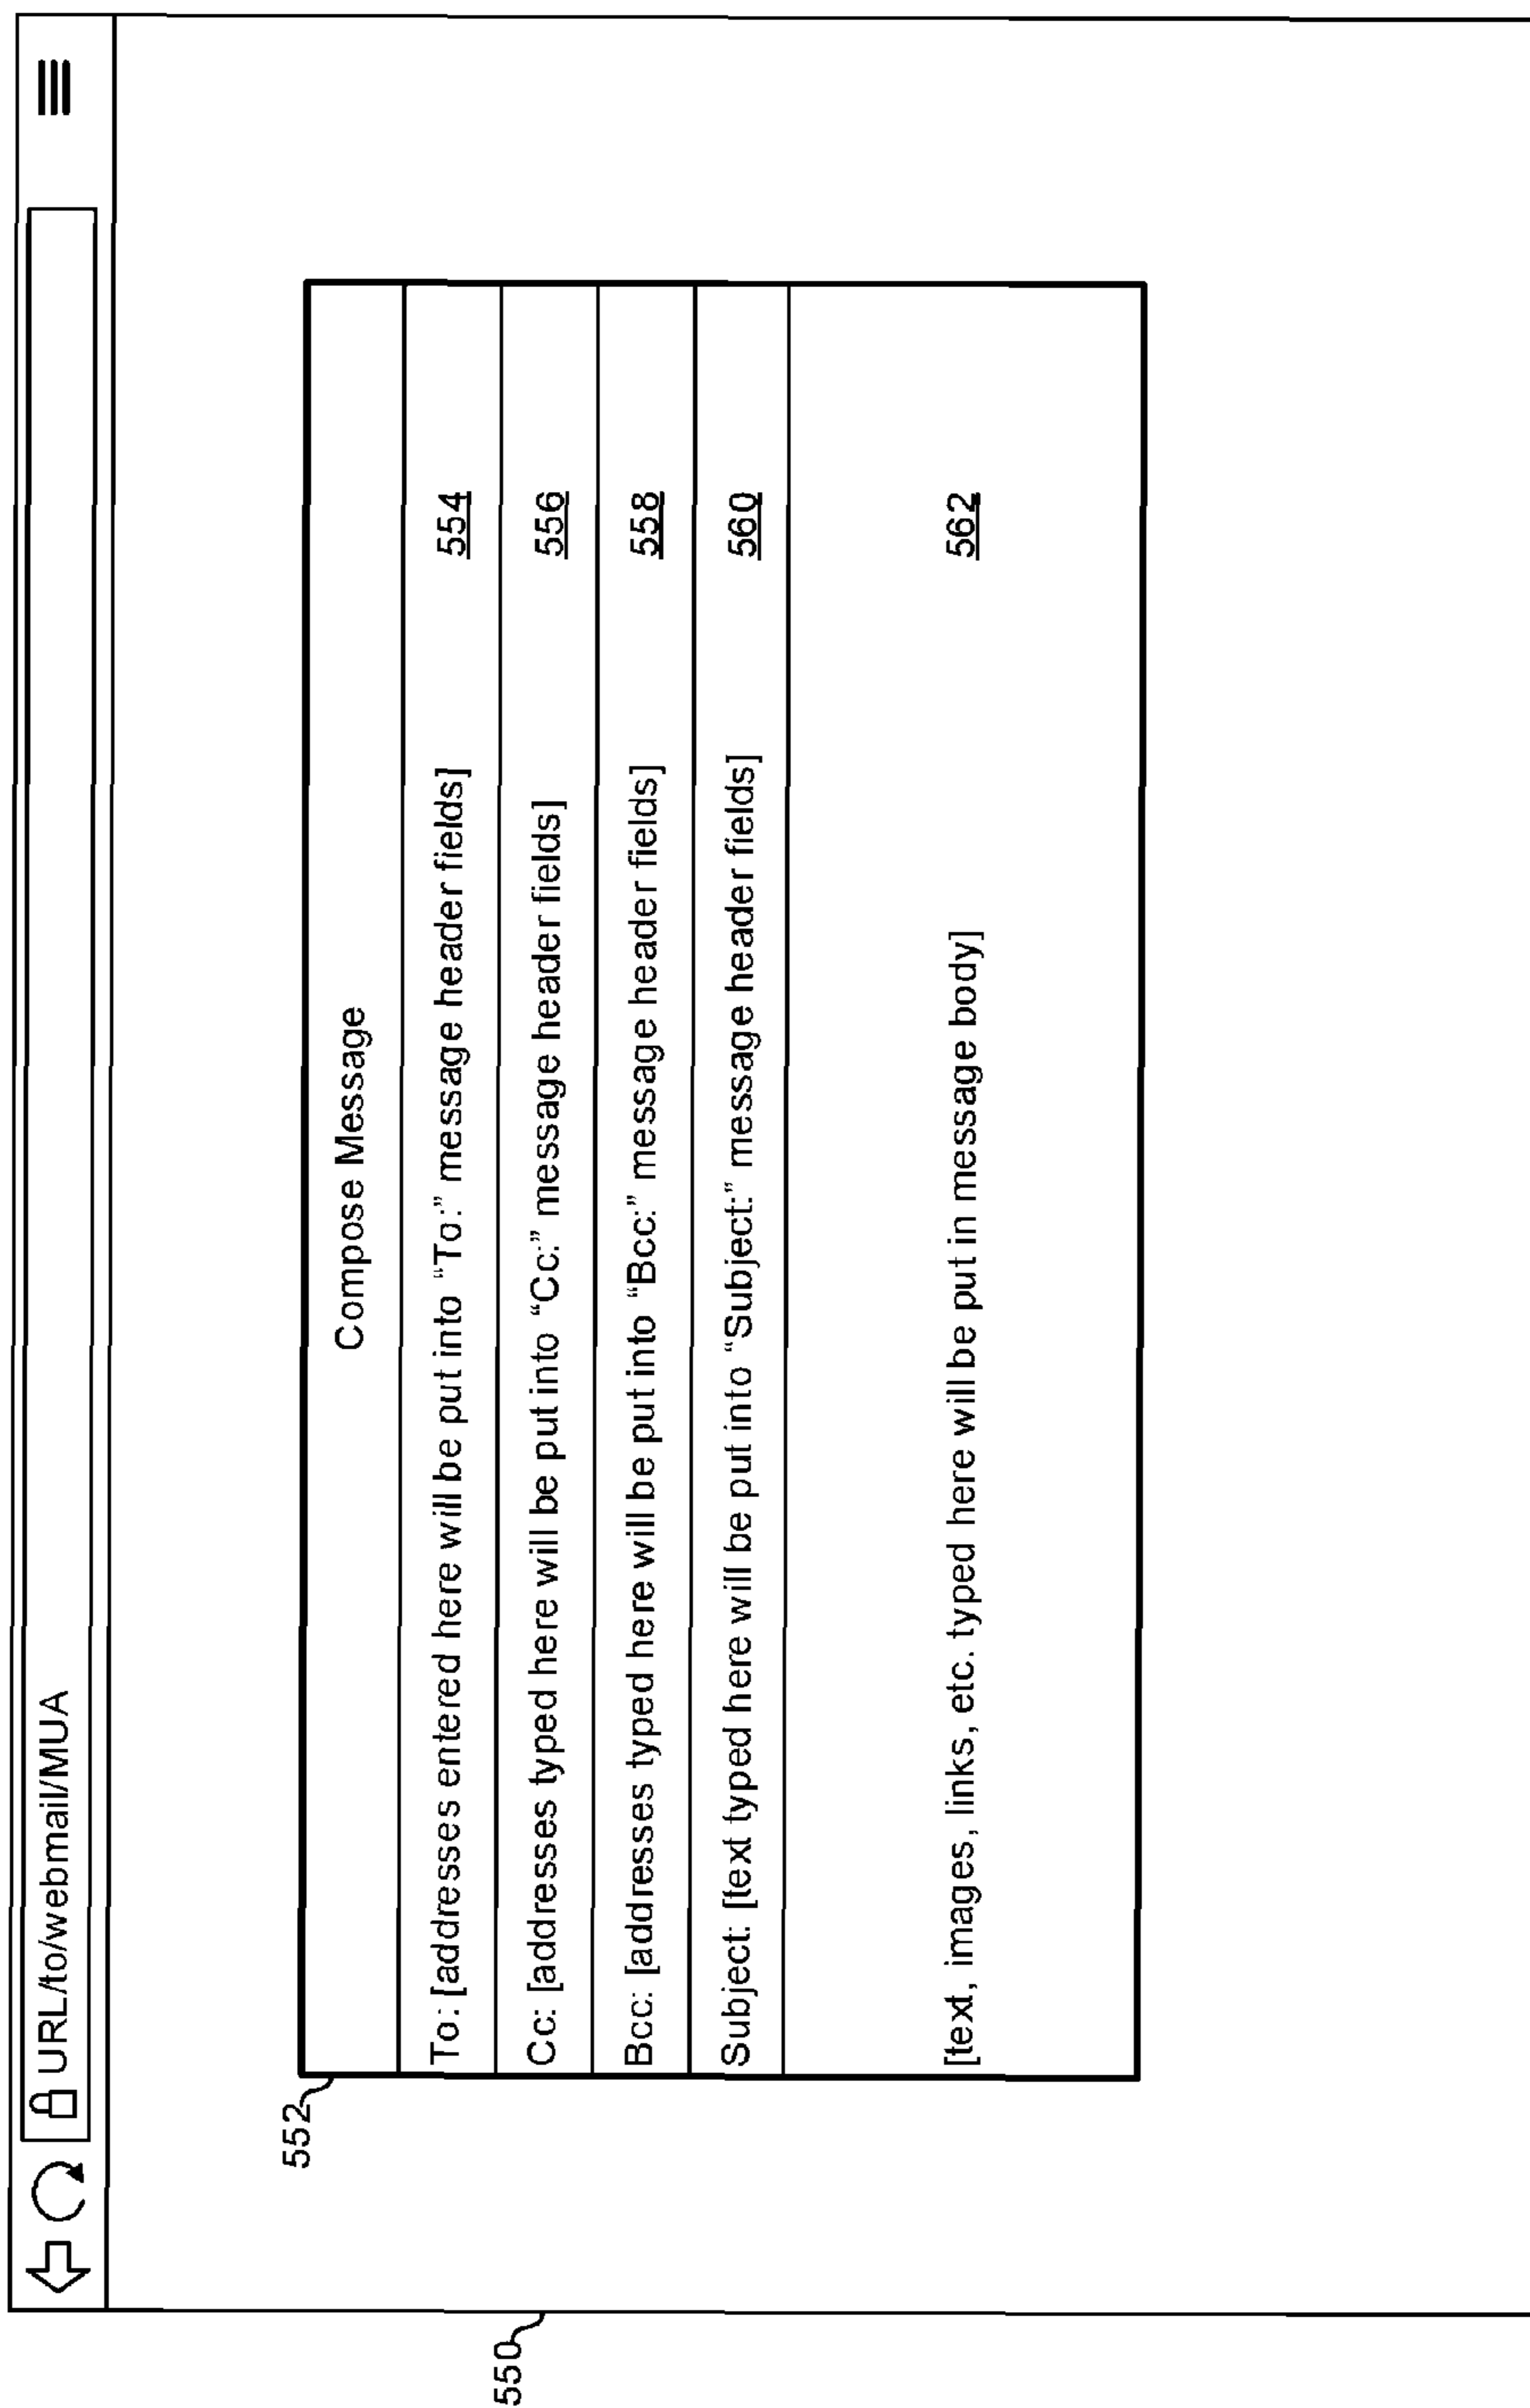 URL/to/webmail/MUA
552
Compose Message
To: [addresses entered here will be put into “To:” message header fields] 554
Cc: [addresses typed here will be put into “Cc:” message header fields] 556
550
Bcc: [addresses typed here will be put into “Bcc:” message header fields] 558
Subject: [text typed here will be put into “Subject:” message header fields] 560
[text, images, links, etc. typed here will be put in message body] 562